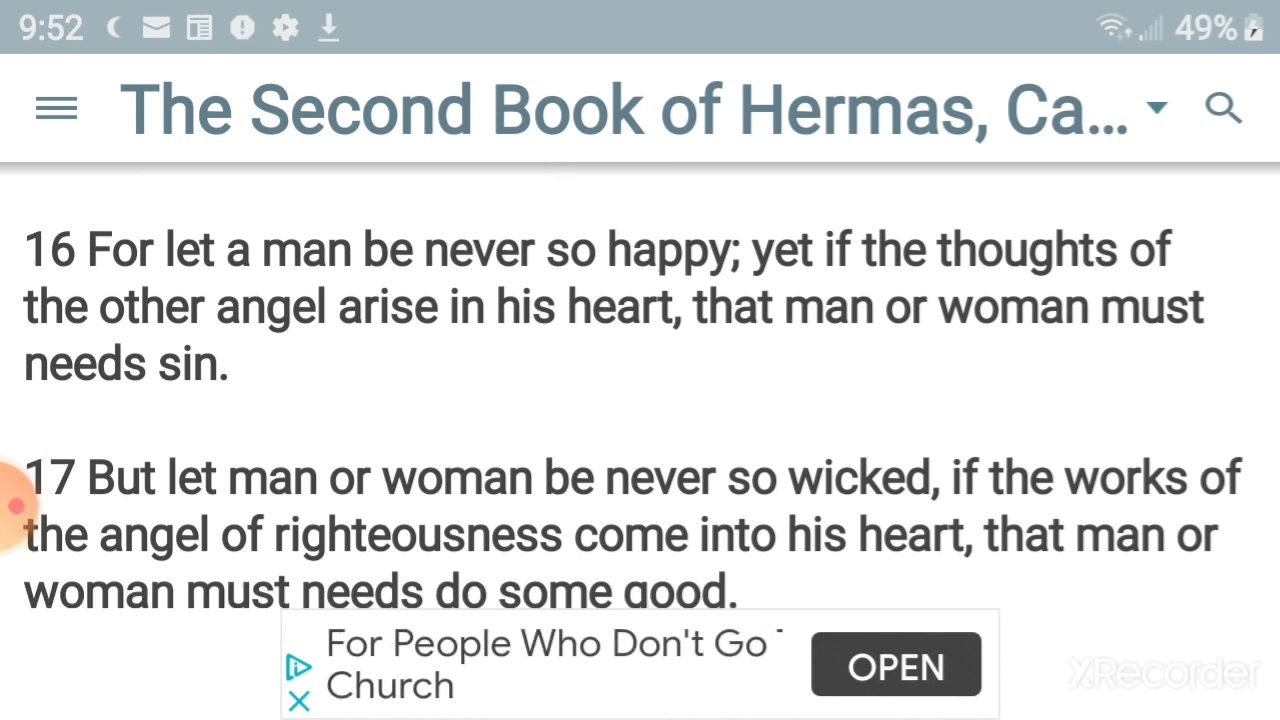 9:52
49%
The Second Book of Hermas, Ca...
16 For let a man be never so happy; yet if the thoughts of
the other angel arise in his heart, that man or woman must
needs sin.
17 But let man or woman be never so wicked, if the works of
the angel of righteousness come into his heart, that man or
woman must needs do some good.
For People Who Don't Go
Church
OPEN
XRecorder